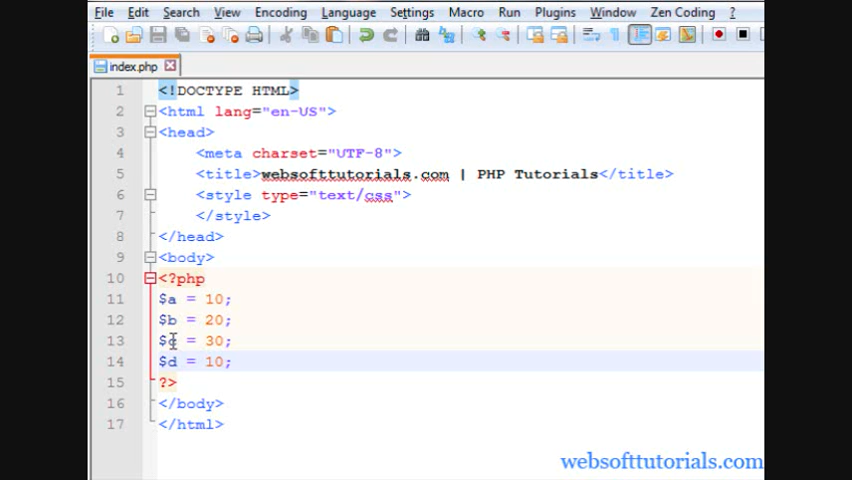 File Edit Search View Encoding Language Settings Macro Run Plugins Window Zen Coding ?
index.php
1 <!DOCTYPE HTML>
2 <html lang="en-US">
3 <head>
4 <meta charset="UTF-8">
5 <title>websofttutorials.com | PHP Tutorials</title>
6 <style type="text/css">
7 </style>
8 </head>
9 <body>
10 <?php
11 $a = 10;
12 $b = 20;
13 $c = 30;
14 $d = 10;
15 ?>
16 </body>
17 </html>
websofttutorials.com